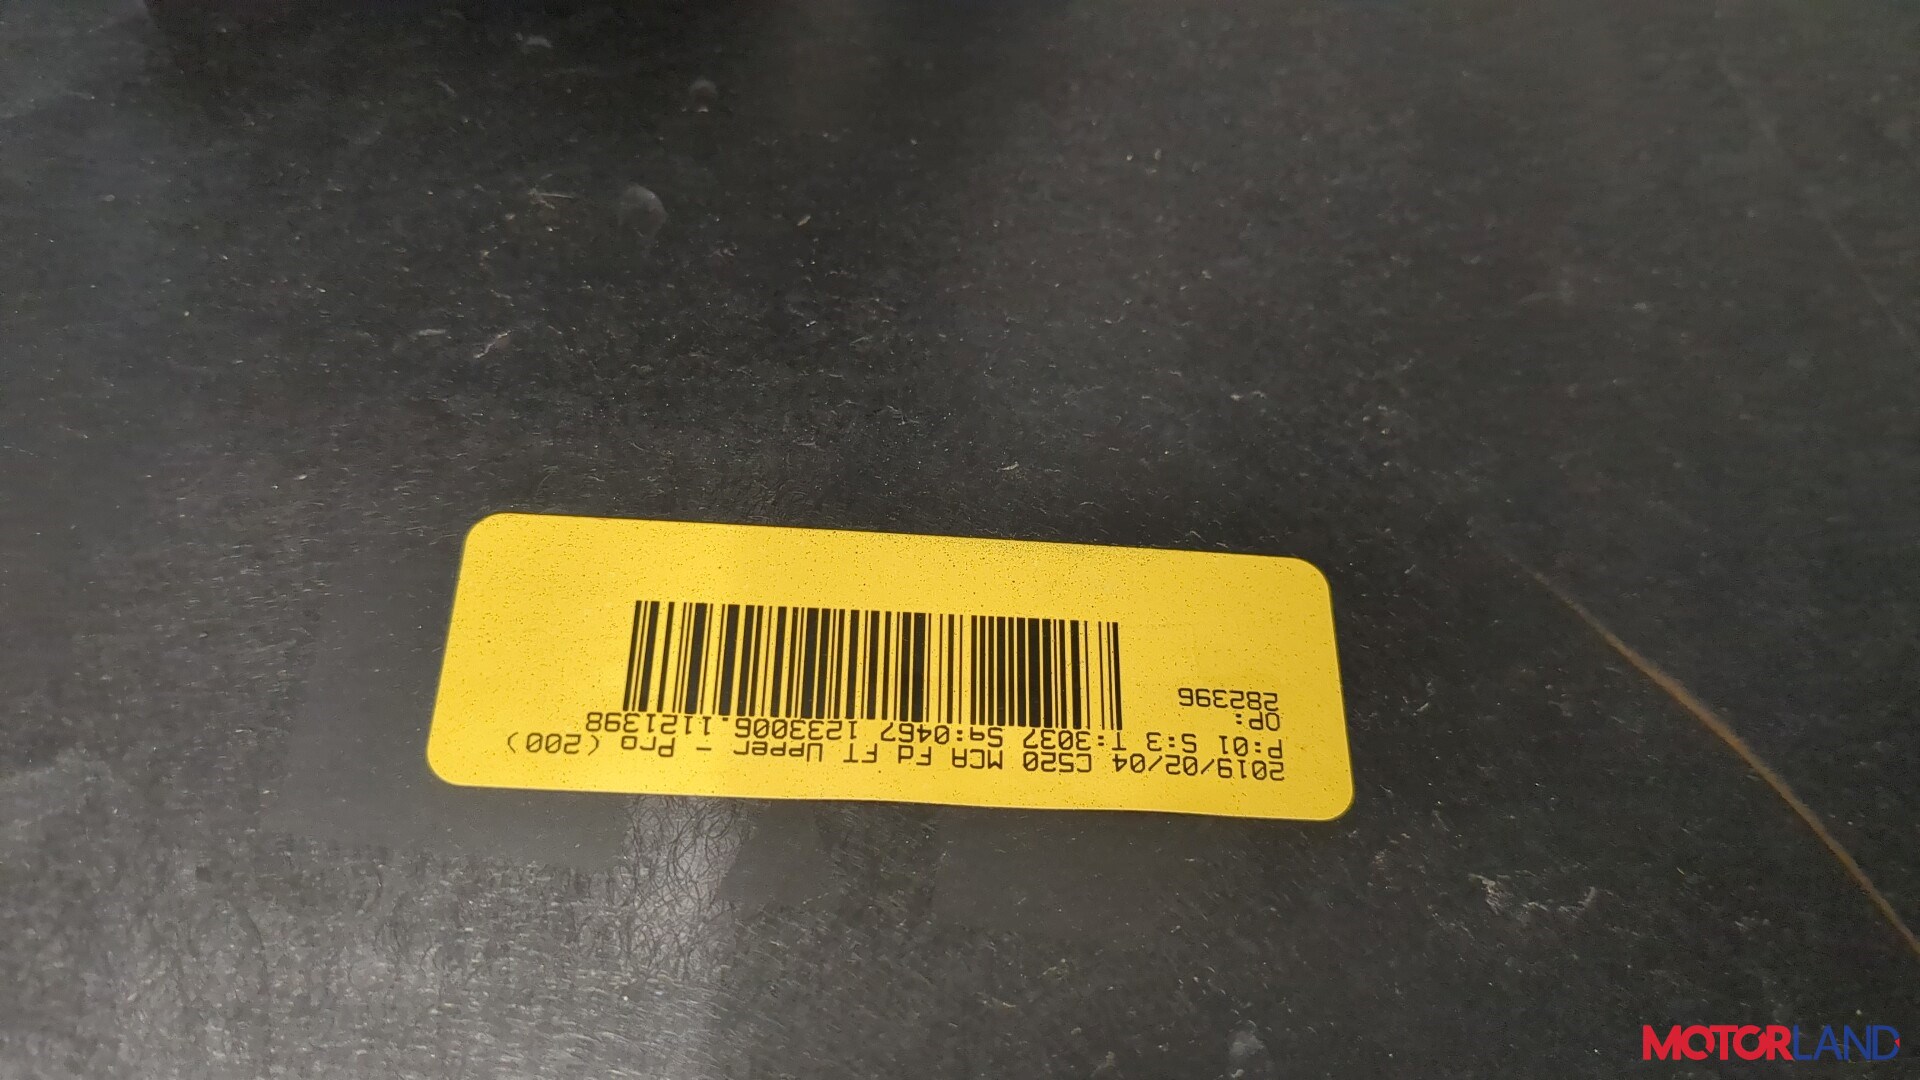 2019/02/04 C520 MCA Fd FT Upper - Pro (200)
P:01 S:3 T:3037 Sq:0467 1233006.1121398
OP:
282396
MOTORLAND